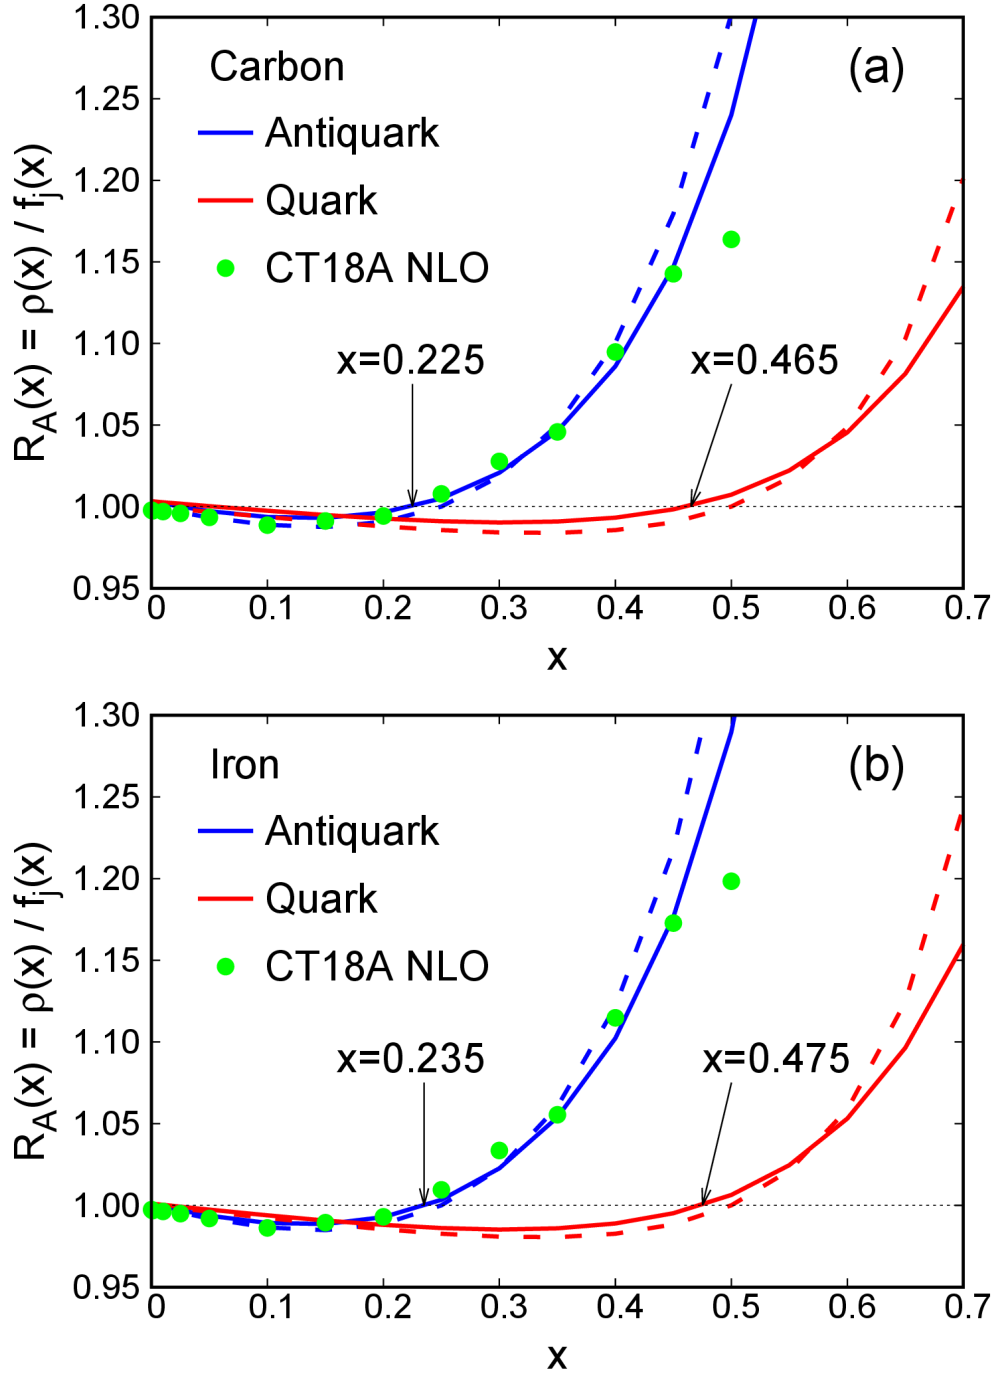 1.30
Carbon
(a)
1.25
Antiquark
1.20
Quark
1.15
CT18A NLO
1.10
x=0.225
x=0.465
1.05
1.00
0.95
R_A(x) = ρ(x) / f_j(x)
0 0.1 0.2 0.3 0.4 0.5 0.6 0.7
x
1.30
Iron
(b)
1.25
Antiquark
1.20
Quark
1.15
CT18A NLO
1.10
x=0.235
x=0.475
1.05
1.00
0.95
R_A(x) = ρ(x) / f_j(x)
0 0.1 0.2 0.3 0.4 0.5 0.6 0.7
x